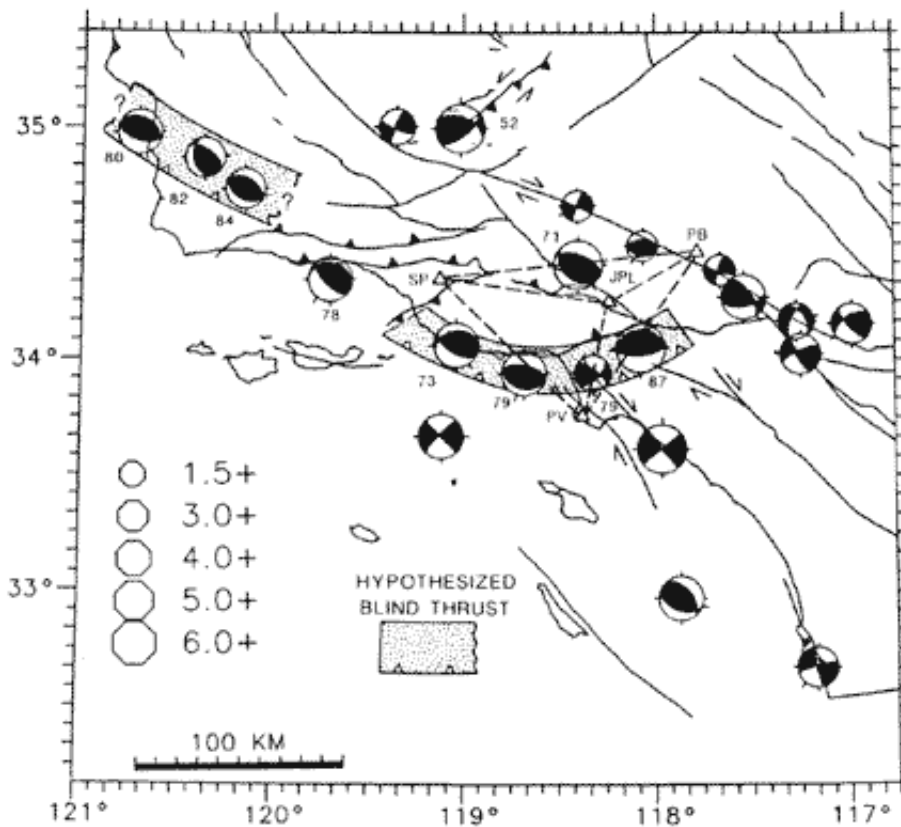 35°
34°
33°
?
80
82
84
?
52
71
PB
SP
JPL
78
73
79
79
87
PV
1.5+
3.0+
4.0+
5.0+
6.0+
HYPOTHESIZED
BLIND THRUST
100 KM
121° 120° 119° 118° 117°